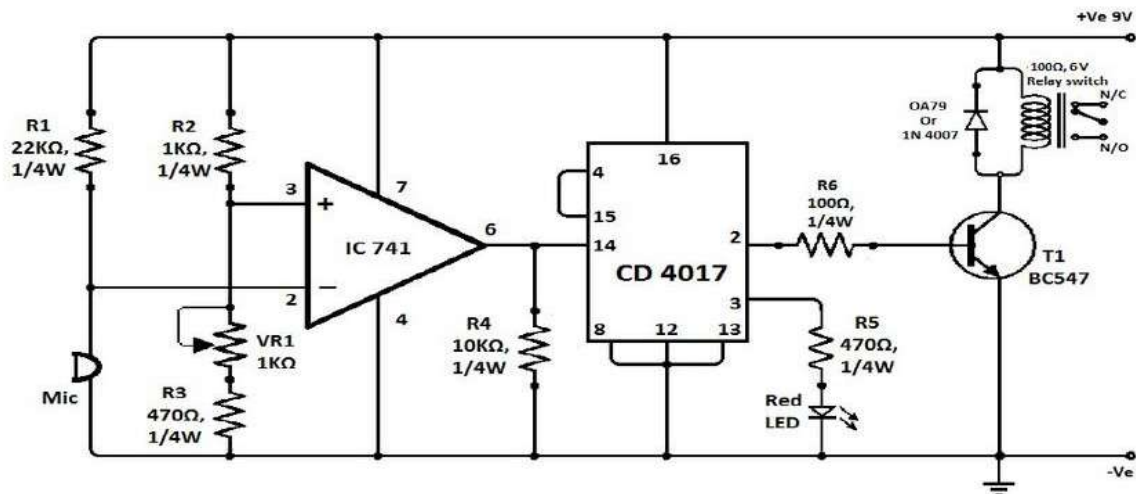 +Ve 9V
100Ω, 6V
Relay switch
N/C
N/O
OA79
Or
1N 4007
R1
22KΩ,
1/4W
R2
1KΩ,
1/4W
3
+
7
IC 741
6
2
−
4
VR1
1KΩ
R3
470Ω,
1/4W
Mic
R4
10KΩ,
1/4W
16
4
15
14
2
CD 4017
3
8
12
13
R6
100Ω,
1/4W
T1
BC547
R5
470Ω,
1/4W
Red
LED
-Ve